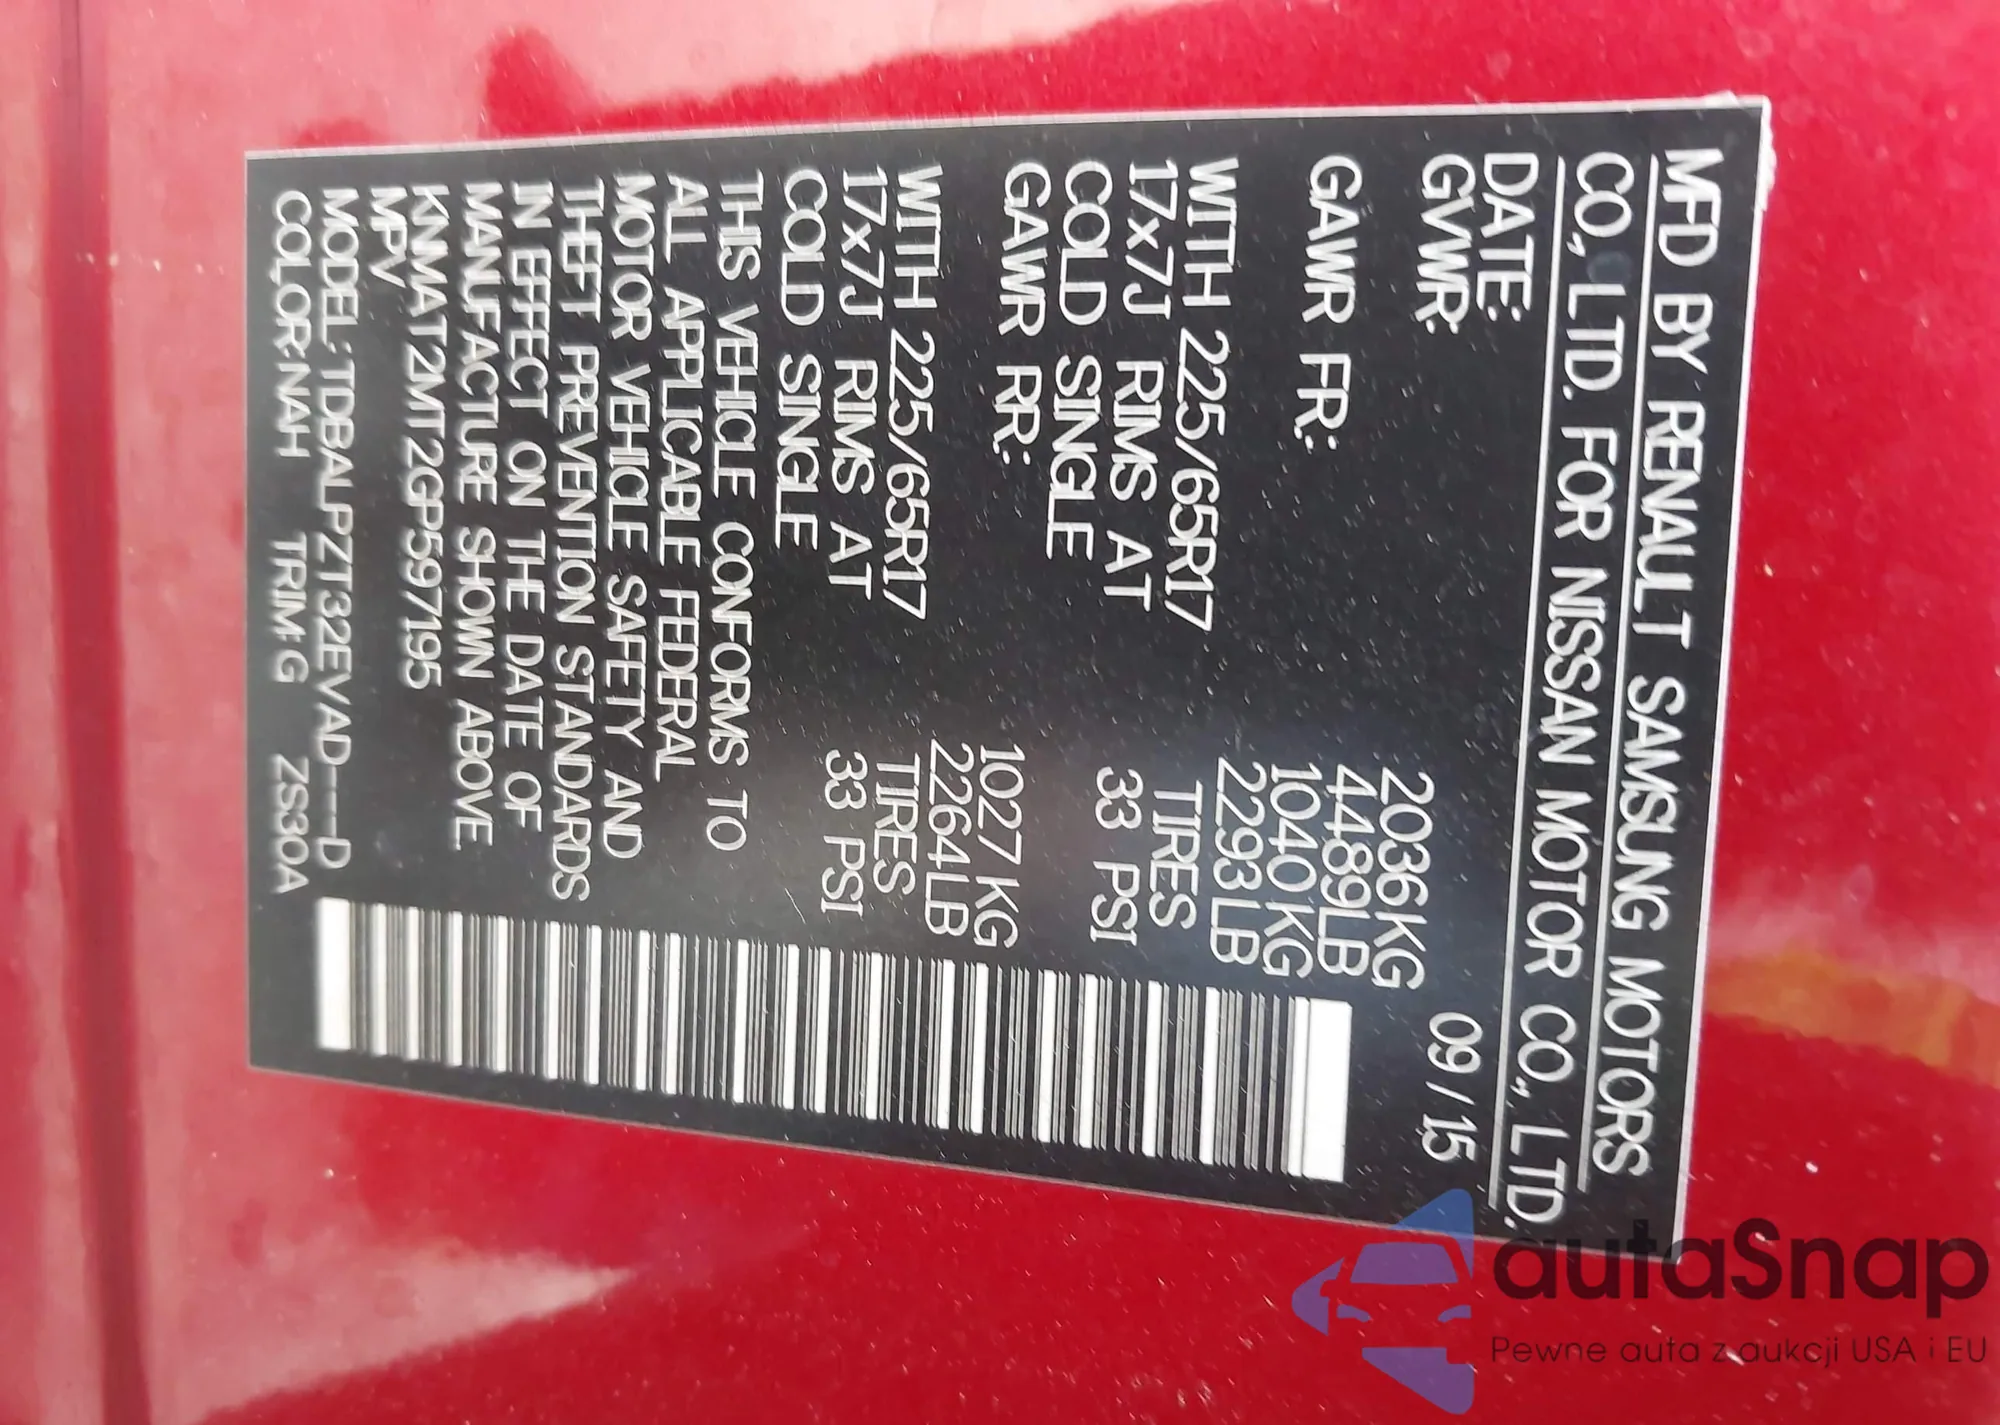 MFD BY RENAULT SAMSUNG MOTORS
CO., LTD. FOR NISSAN MOTOR CO., LTD.
DATE: 09/15
GVWR: 2036KG
4489LB
GAWR FR: 1040KG
2293LB
WITH 225/65R17 TIRES
17x7J RIMS AT 33 PSI
COLD SINGLE
GAWR RR: 1027KG
2264LB
WITH 225/65R17 TIRES
17x7J RIMS AT 33 PSI
COLD SINGLE
THIS VEHICLE CONFORMS TO
ALL APPLICABLE FEDERAL
MOTOR VEHICLE SAFETY AND
THEFT PREVENTION STANDARDS
IN EFFECT ON THE DATE OF
MANUFACTURE SHOWN ABOVE.
KNMAT2MT2GP597195
MPV
MODEL:TDBALPZT32EVAD---D
COLOR:NAH TRIM:G ZS30A
autaSnap
Pewne auta z aukcji USA i EU